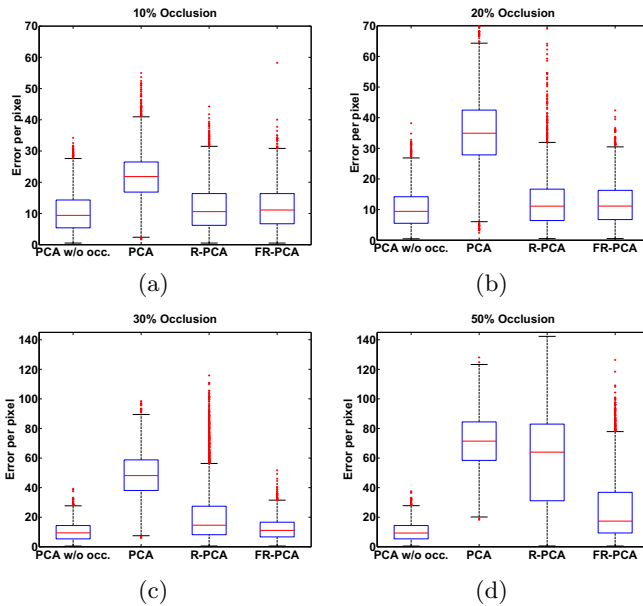 10% Occlusion
Error per pixel
70
60
50
40
30
20
10
0
PCA w/o occ. PCA R-PCA FR-PCA
(a)
20% Occlusion
Error per pixel
70
60
50
40
30
20
10
0
PCA w/o occ. PCA R-PCA FR-PCA
(b)
30% Occlusion
Error per pixel
140
120
100
80
60
40
20
0
PCA w/o occ. PCA R-PCA FR-PCA
(c)
50% Occlusion
Error per pixel
140
120
100
80
60
40
20
0
PCA w/o occ. PCA R-PCA FR-PCA
(d)